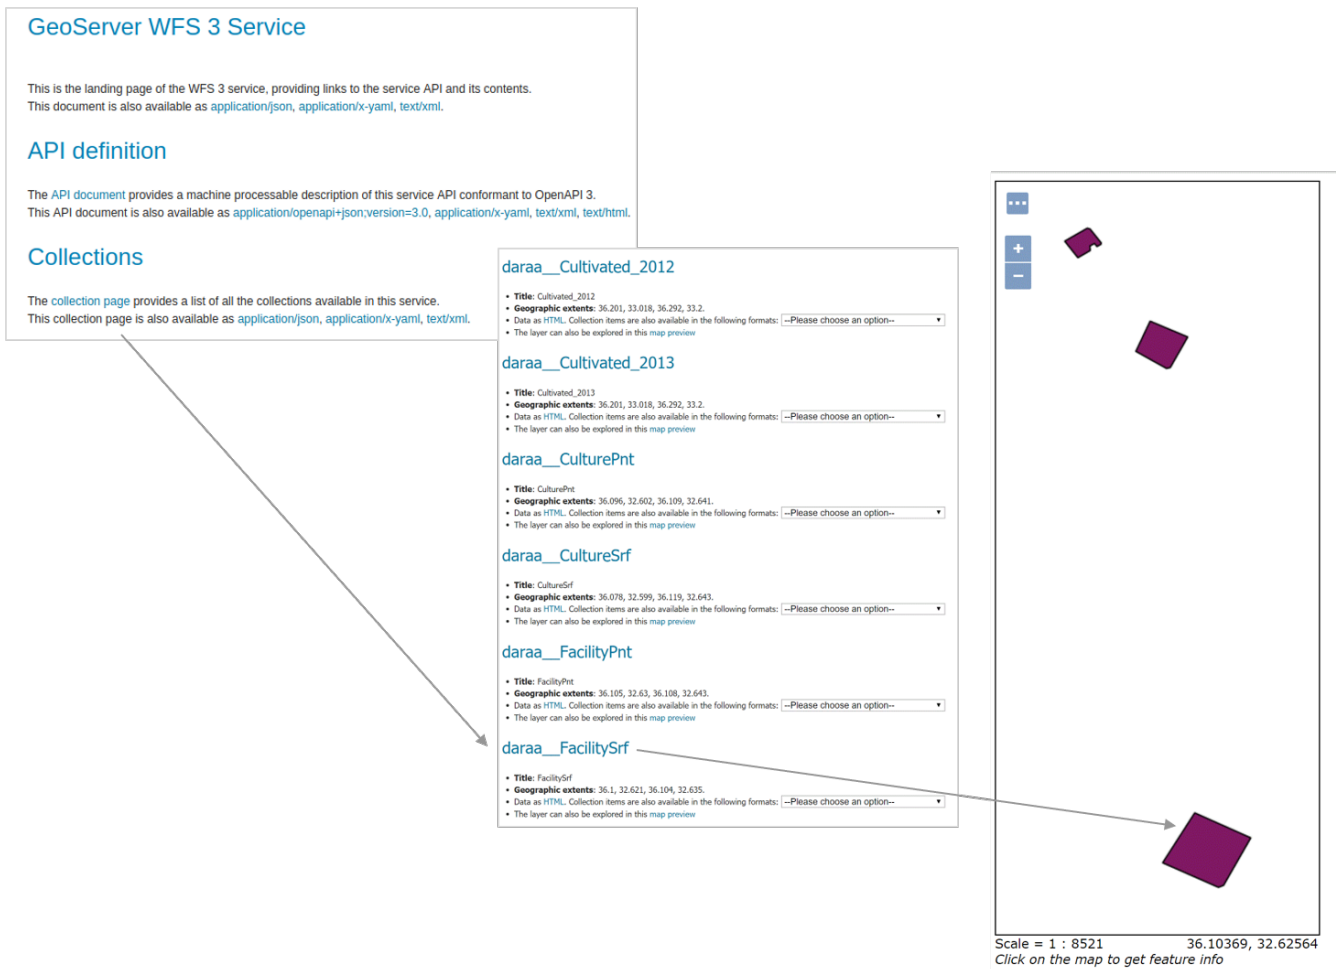 GeoServer WFS 3 Service
This is the landing page of the WFS 3 service, providing links to the service API and its contents.
This document is also available as application/json, application/x-yaml, text/xml.
API definition
The API document provides a machine processable description of this service API conformant to OpenAPI 3.
This API document is also available as application/openapi+json;version=3.0, application/x-yaml, text/xml, text/html.
Collections
The collection page provides a list of all the collections available in this service.
This collection page is also available as application/json, application/x-yaml, text/xml.
daraa__Cultivated_2012
• Title: Cultivated_2012
• Geographic extents: 36.201, 33.018, 36.292, 33.2.
• Data as HTML. Collection items are also available in the following formats: --Please choose an option--
• The layer can also be explored in this map preview
daraa__Cultivated_2013
• Title: Cultivated_2013
• Geographic extents: 36.201, 33.018, 36.292, 33.2.
• Data as HTML. Collection items are also available in the following formats: --Please choose an option--
• The layer can also be explored in this map preview
daraa__CulturePnt
• Title: CulturePnt
• Geographic extents: 36.096, 32.602, 36.109, 32.641.
• Data as HTML. Collection items are also available in the following formats: --Please choose an option--
• The layer can also be explored in this map preview
daraa__CultureSrf
• Title: CultureSrf
• Geographic extents: 36.078, 32.599, 36.119, 32.643.
• Data as HTML. Collection items are also available in the following formats: --Please choose an option--
• The layer can also be explored in this map preview
daraa__FacilityPnt
• Title: FacilityPnt
• Geographic extents: 36.105, 32.63, 36.108, 32.643.
• Data as HTML. Collection items are also available in the following formats: --Please choose an option--
• The layer can also be explored in this map preview
daraa__FacilitySrf
• Title: FacilitySrf
• Geographic extents: 36.1, 32.621, 36.104, 32.635.
• Data as HTML. Collection items are also available in the following formats: --Please choose an option--
• The layer can also be explored in this map preview
+
−
Scale = 1 : 8521 36.10369, 32.62564
Click on the map to get feature info